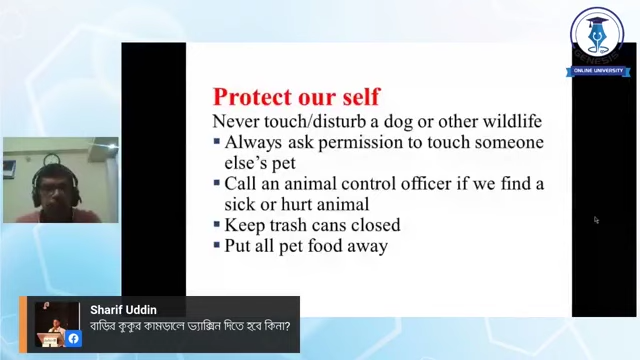 GENESIS
ONLINE UNIVERSITY
Protect our self
Never touch/disturb a dog or other wildlife
▪ Always ask permission to touch someone
else's pet
▪ Call an animal control officer if we find a
sick or hurt animal
▪ Keep trash cans closed
▪ Put all pet food away
Sharif Uddin
বাড়ির কুকুর কামড়ালে ভ্যাক্সিন দিতে হবে কিনা?